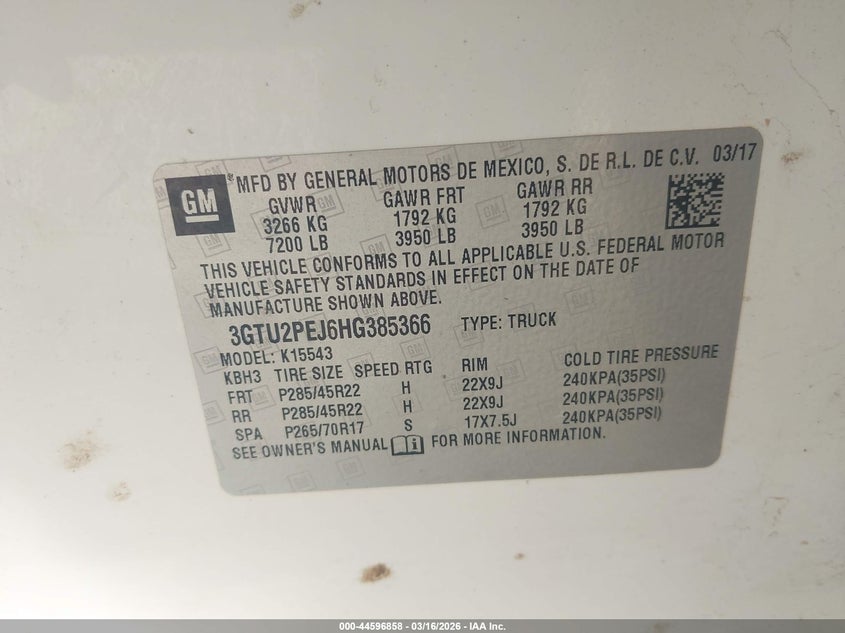 GM
MFD BY GENERAL MOTORS DE MEXICO, S. DE R.L. DE C.V. 03/17
GVWR GAWR FRT GAWR RR
3266 KG 1792 KG 1792 KG
7200 LB 3950 LB 3950 LB
THIS VEHICLE CONFORMS TO ALL APPLICABLE U.S. FEDERAL MOTOR
VEHICLE SAFETY STANDARDS IN EFFECT ON THE DATE OF
MANUFACTURE SHOWN ABOVE.
3GTU2PEJ6HG385366 TYPE: TRUCK
MODEL: K15543
KBH3 TIRE SIZE SPEED RTG RIM COLD TIRE PRESSURE
FRT P285/45R22 H 22X9J 240KPA(35PSI)
RR P285/45R22 H 22X9J 240KPA(35PSI)
SPA P265/70R17 S 17X7.5J 240KPA(35PSI)
SEE OWNER'S MANUAL i FOR MORE INFORMATION.
000-44596858 - 03/16/2026 - IAA Inc.